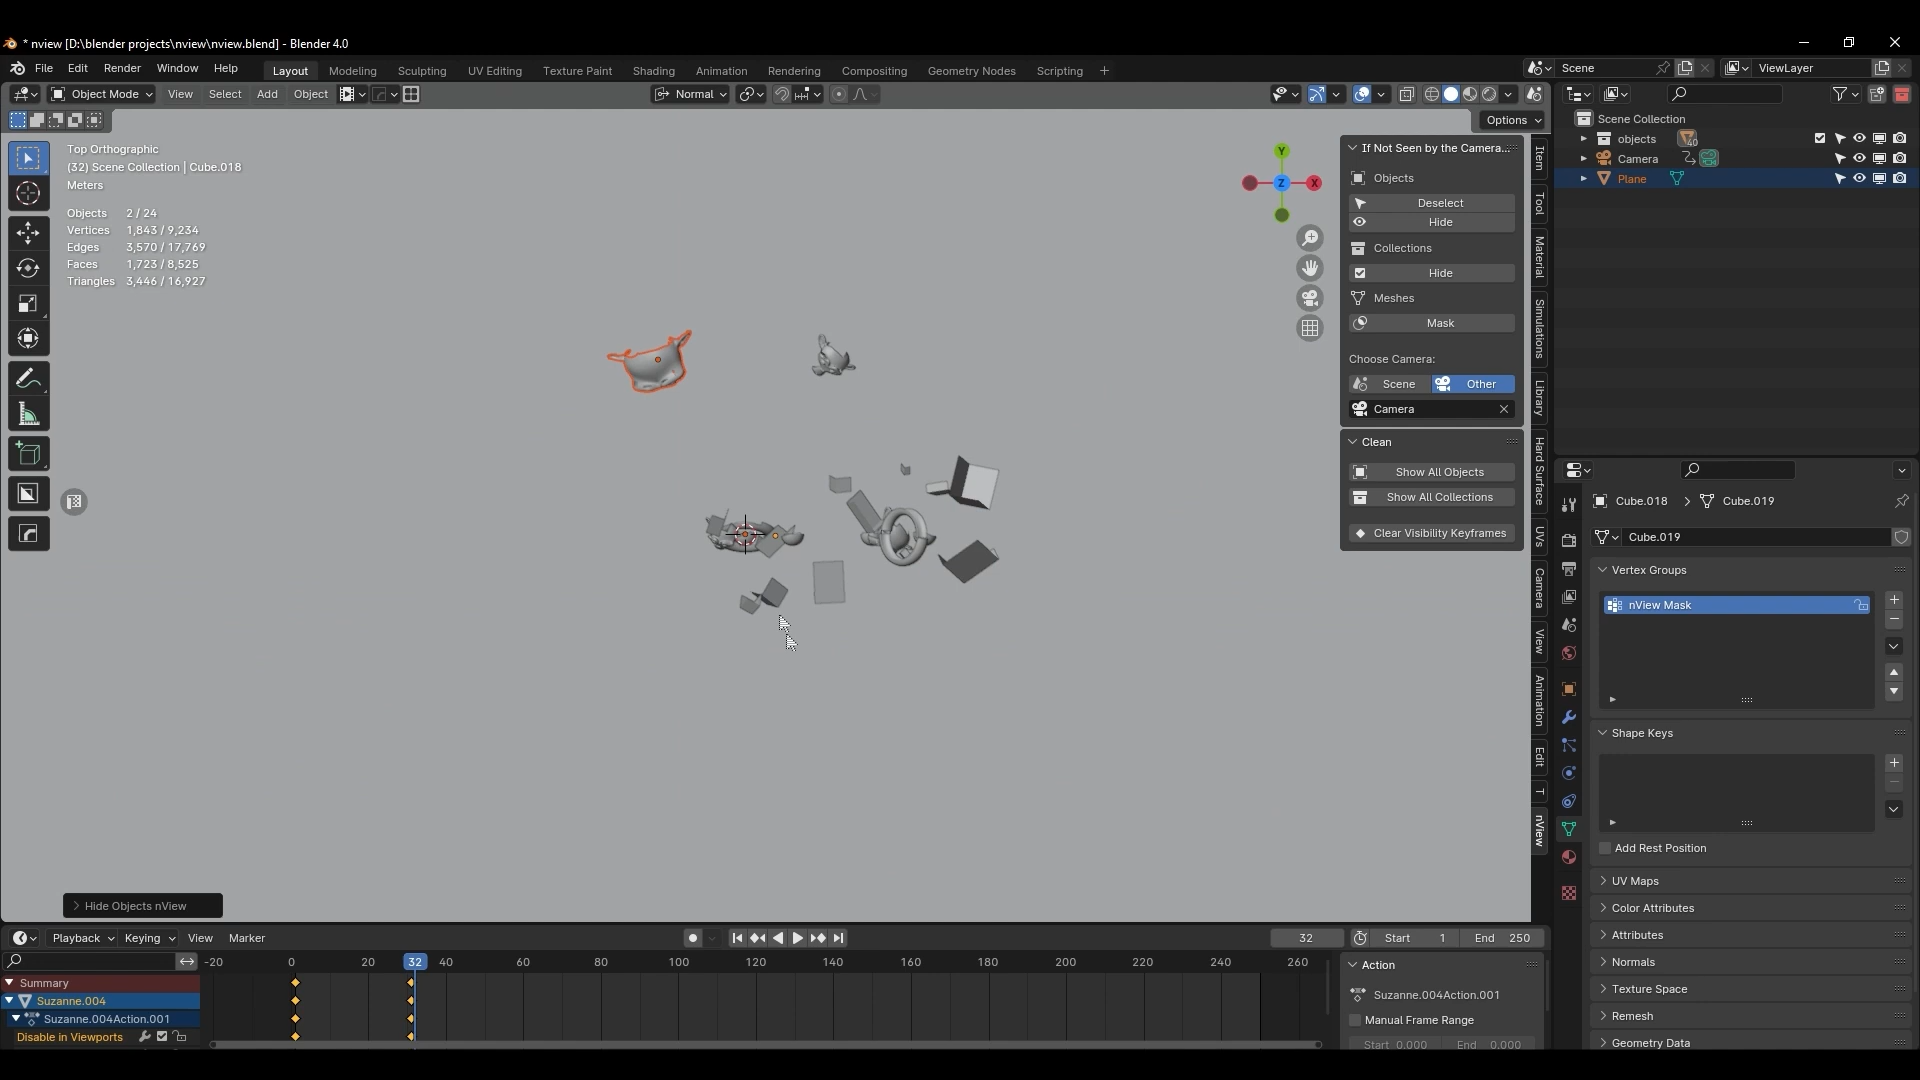 * nview [D:\blender projects\nview\nview.blend] - Blender 4.0
File Edit Render Window Help
Layout Modeling Sculpting UV Editing Texture Paint Shading Animation Rendering Compositing Geometry Nodes Scripting +
Scene
ViewLayer
Object Mode View Select Add Object
Normal
Options
Top Orthographic
(32) Scene Collection | Cube.018
Meters
Objects 2 / 24
Vertices 1,843 / 9,234
Edges 3,570 / 17,769
Faces 1,723 / 8,525
Triangles 3,446 / 16,927
Y
Z
X
If Not Seen by the Camera...
Objects
Deselect
Hide
Collections
Hide
Meshes
Mask
Choose Camera:
Scene Other
Camera
Clean
Show All Objects
Show All Collections
Clear Visibility Keyframes
Item
Tool
Material
Simulations
Library
Hard Surface
UVs
Camera
View
Animation
Edit
T
nView
Scene Collection
objects 40
Camera
Plane
Cube.018 > Cube.019
Cube.019
Vertex Groups
nView Mask
Shape Keys
Add Rest Position
UV Maps
Color Attributes
Attributes
Normals
Texture Space
Remesh
Geometry Data
Hide Objects nView
Playback Keying View Marker
32
Start 1
End 250
-20 0 20 32 40 60 80 100 120 140 160 180 200 220 240 260
Summary
Suzanne.004
Suzanne.004Action.001
Disable in Viewports
Action
Suzanne.004Action.001
Manual Frame Range
Start 0.000 End 0.000